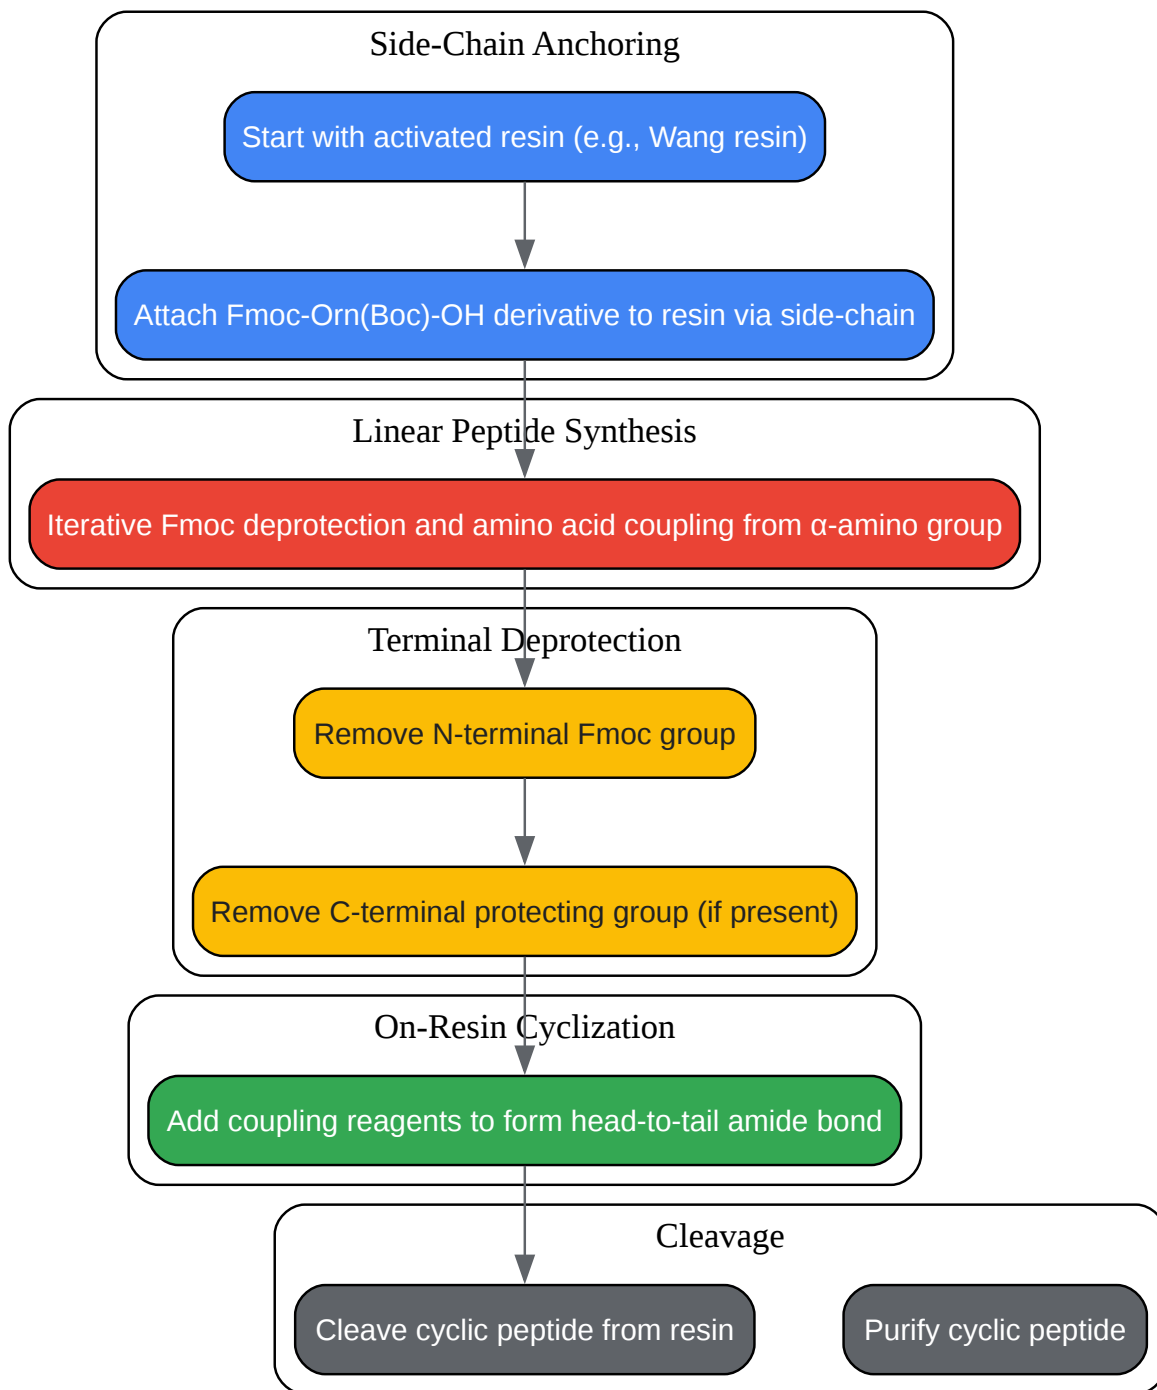 Side-Chain Anchoring
Start with activated resin (e.g., Wang resin)
Attach Fmoc-Orn(Boc)-OH derivative to resin via side-chain
Linear Peptide Synthesis
Iterative Fmoc deprotection and amino acid coupling from α-amino group
Terminal Deprotection
Remove N-terminal Fmoc group
Remove C-terminal protecting group (if present)
On-Resin Cyclization
Add coupling reagents to form head-to-tail amide bond
Cleavage
Cleave cyclic peptide from resin
Purify cyclic peptide